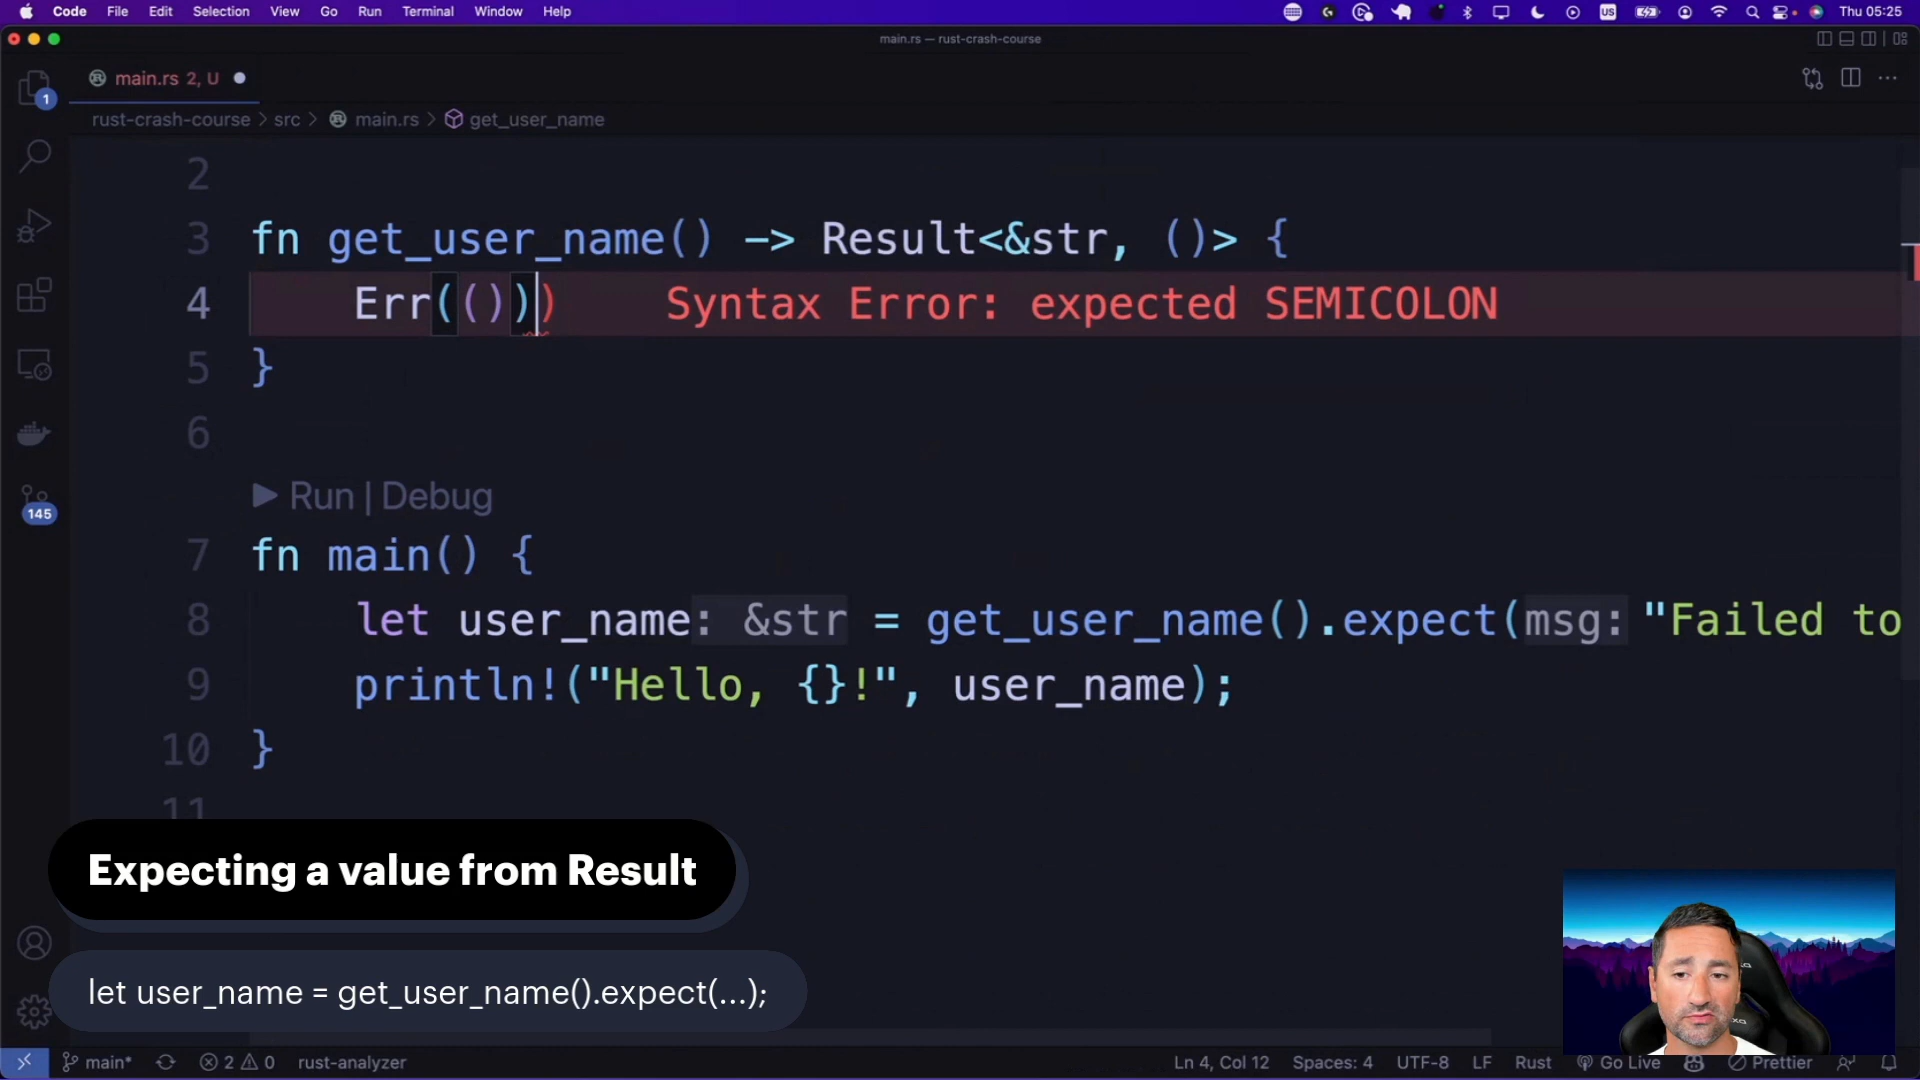 Code File Edit Selection View Go Run Terminal Window Help US Thu 05:25
main.rs — rust-crash-course
main.rs 2, U
1
rust-crash-course > src > main.rs > get_user_name
2
3 fn get_user_name() -> Result<&str, ()> {
4 Err(())) Syntax Error: expected SEMICOLON
5 }
6
Run | Debug
7 fn main() {
8 let user_name: &str = get_user_name().expect(msg: "Failed to
9 println!("Hello, {}!", user_name);
10 }
11
145
Expecting a value from Result
let user_name = get_user_name().expect(...);
main* 2 0 rust-analyzer Ln 4, Col 12 Spaces: 4 UTF-8 LF Rust Go Live Prettier